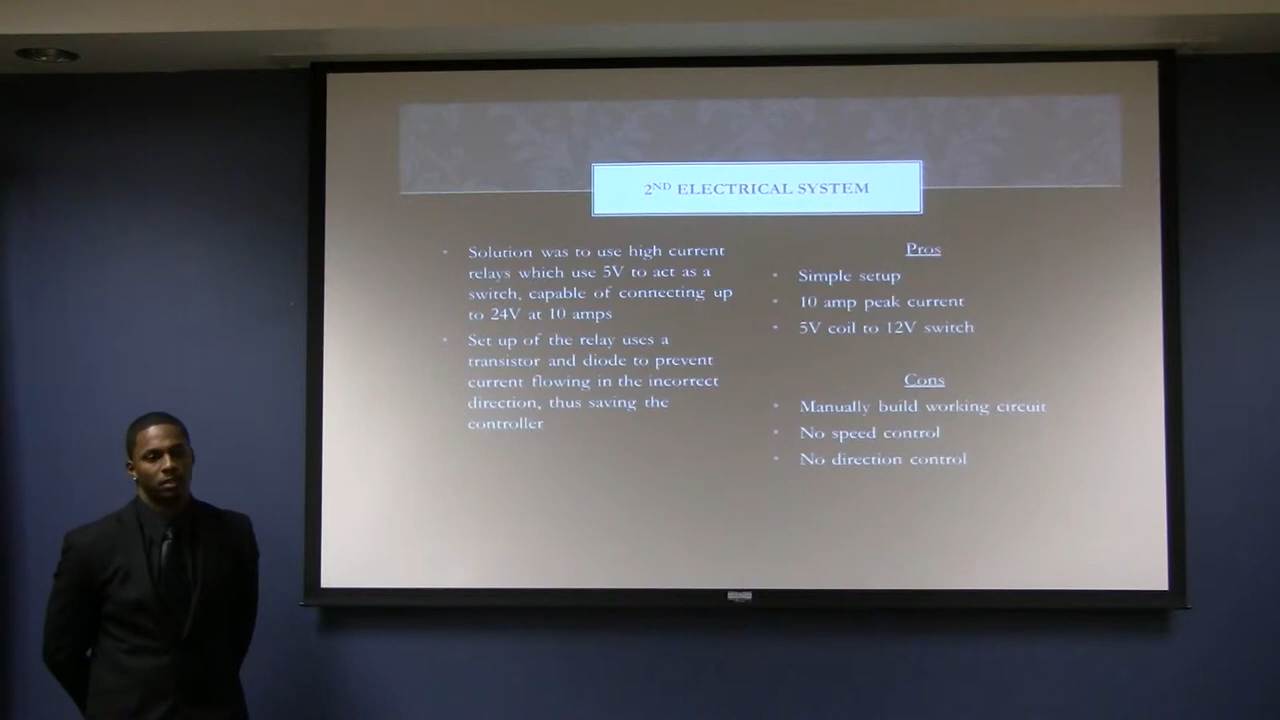 2ND ELECTRICAL SYSTEM
Solution was to use high current
relays which use 5V to act as a
switch, capable of connecting up
to 24V at 10 amps
Set up of the relay uses a
transistor and diode to prevent
current flowing in the incorrect
direction, thus saving the
controller
Pros
Simple setup
10 amp peak current
5V coil to 12V switch
Cons
Manually build working circuit
No speed control
No direction control